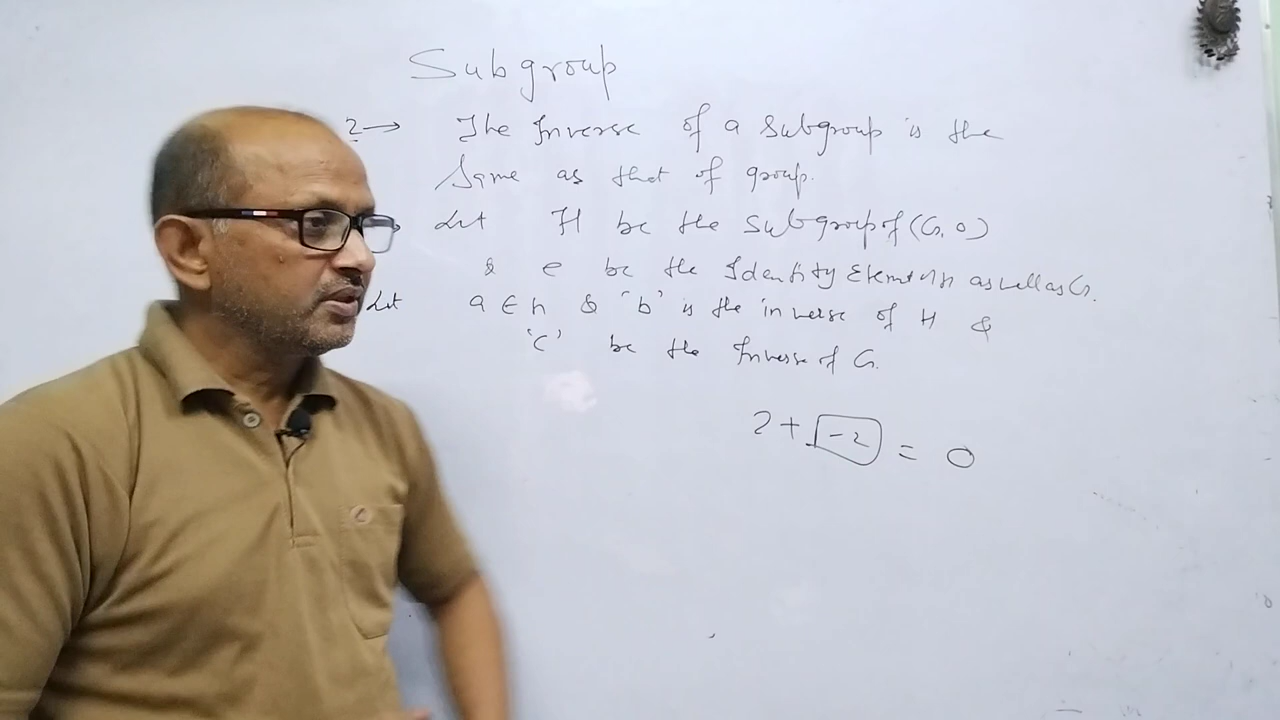 Subgroup
2→ The Inverse of a subgroup is the
Same as that of group.
Let H be the subgroup of (G, o)
& e be the Identity Element of H as well as G.
Let a ∈ h & 'b' is the inverse of H &
'c' be the Inverse of G.
2 + -2 = 0